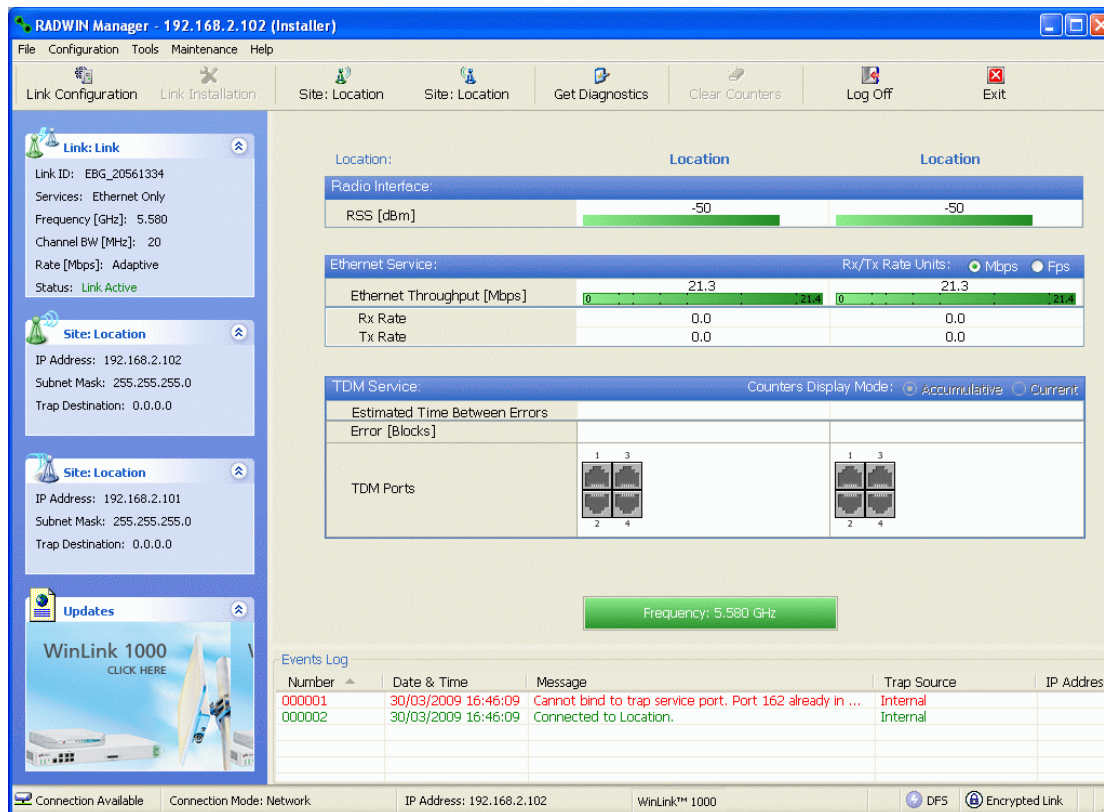 RADWIN Manager - 192.168.2.102 (Installer)
File Configuration Tools Maintenance Help
Link Configuration Link Installation Site: Location Site: Location Get Diagnostics Clear Counters Log Off Exit
Link: Link
Link ID: EBG_20561334
Services: Ethernet Only
Frequency [GHz]: 5.580
Channel BW [MHz]: 20
Rate [Mbps]: Adaptive
Status: Link Active
Site: Location
IP Address: 192.168.2.102
Subnet Mask: 255.255.255.0
Trap Destination: 0.0.0.0
Site: Location
IP Address: 192.168.2.101
Subnet Mask: 255.255.255.0
Trap Destination: 0.0.0.0
Updates
WinLink 1000
CLICK HERE
Location: Location Location
Radio Interface:
RSS [dBm] -50 -50
Ethernet Service: Rx/Tx Rate Units: Mbps Fps
Ethernet Throughput [Mbps] 21.3 21.3
0 21.4 0 21.4
Rx Rate 0.0 0.0
Tx Rate 0.0 0.0
TDM Service: Counters Display Mode: Accumulative Current
Estimated Time Between Errors
Error [Blocks]
1 3 1 3
TDM Ports
2 4 2 4
Frequency: 5.580 GHz
Events Log
Number Date & Time Message Trap Source IP Addres
000001 30/03/2009 16:46:09 Cannot bind to trap service port. Port 162 already in ... Internal
000002 30/03/2009 16:46:09 Connected to Location. Internal
Connection Available Connection Mode: Network IP Address: 192.168.2.102 WinLink™ 1000 DFS Encrypted Link